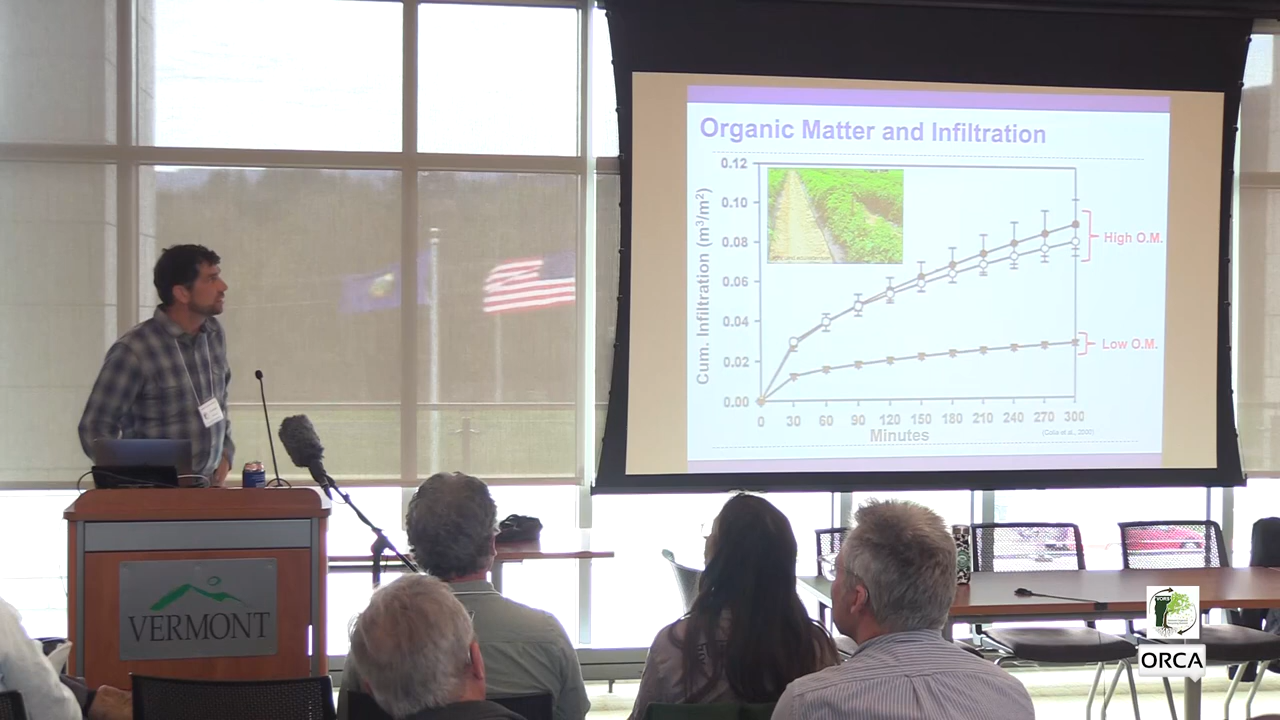 Organic Matter and Infiltration
0.12
0.10
0.08
0.06
0.04
0.02
0.00
Cum. Infiltration (m³/m²)
High O.M.
Low O.M.
0 30 60 90 120 150 180 210 240 270 300
Minutes
VERMONT
ORCA